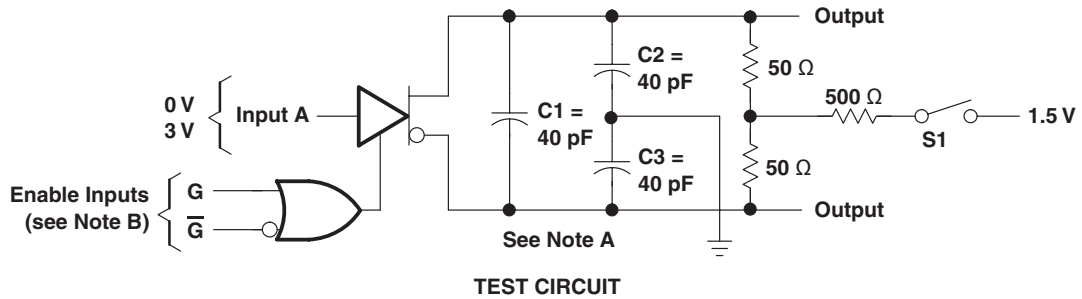 Output
C2 =
40 pF
50 Ω
500 Ω
0 V
3 V
Input A
C1 =
40 pF
1.5 V
S1
C3 =
40 pF
50 Ω
Enable Inputs
(see Note B)
G
G̅
Output
See Note A
TEST CIRCUIT